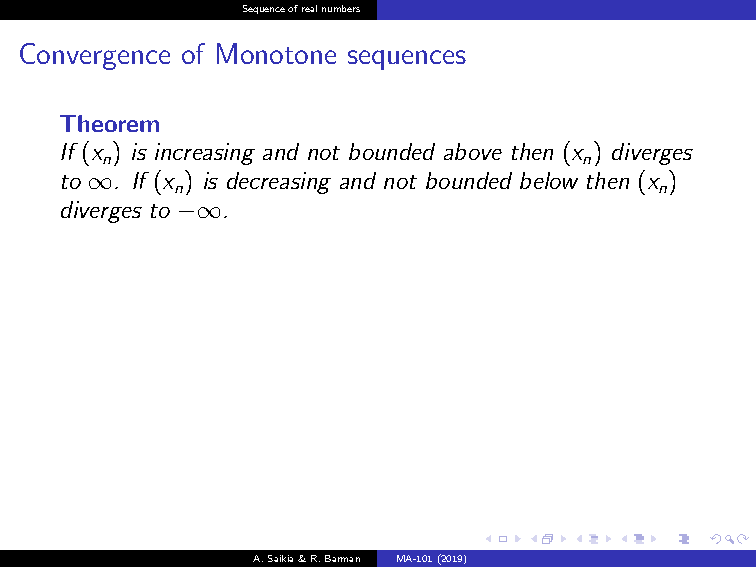 Sequence of real numbers
Convergence of Monotone sequences
Theorem
If (xₙ) is increasing and not bounded above then (xₙ) diverges
to ∞. If (xₙ) is decreasing and not bounded below then (xₙ)
diverges to −∞.
A. Saikia & R. Barman MA-101 (2019)